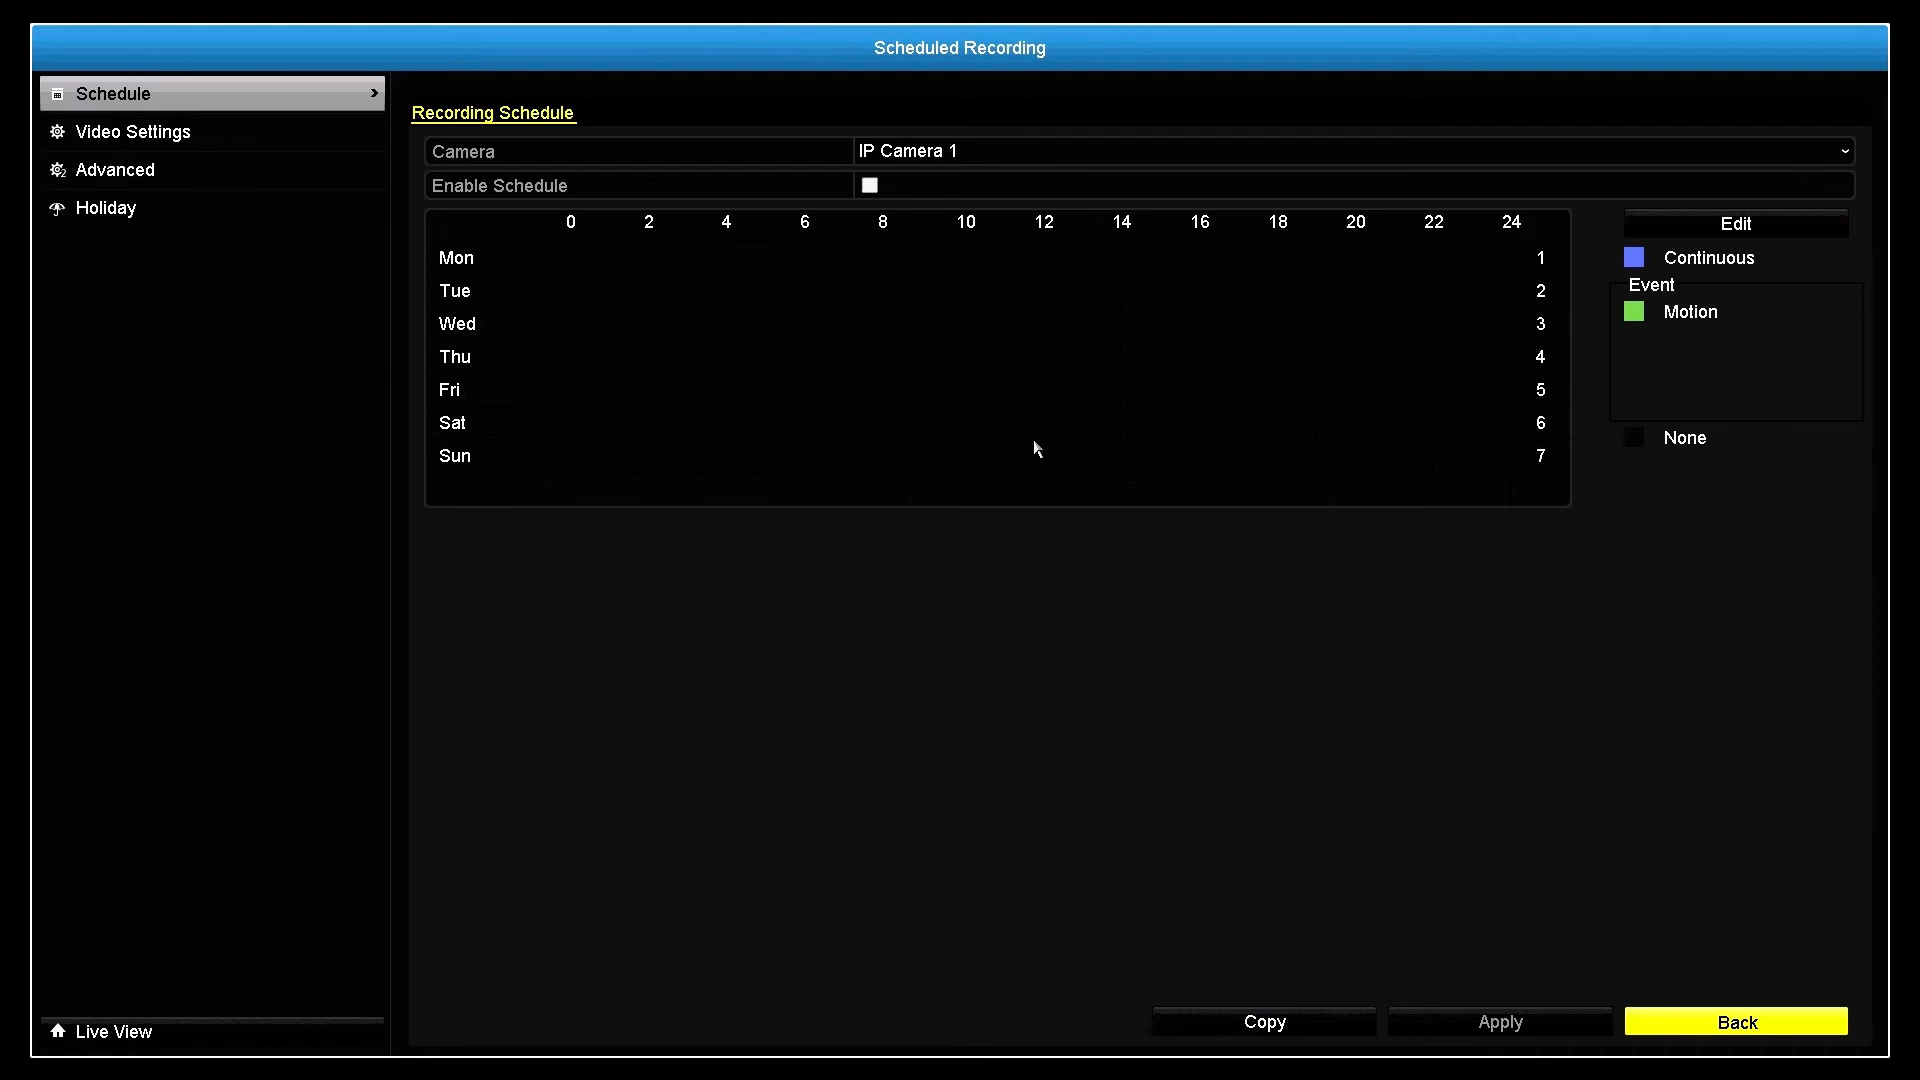 Scheduled Recording
Schedule
Video Settings
Advanced
Holiday
Live View
Recording Schedule
Camera IP Camera 1
Enable Schedule
0 2 4 6 8 10 12 14 16 18 20 22 24
Mon 1
Tue 2
Wed 3
Thu 4
Fri 5
Sat 6
Sun 7
Edit
Continuous
Event
Motion
None
Copy Apply Back